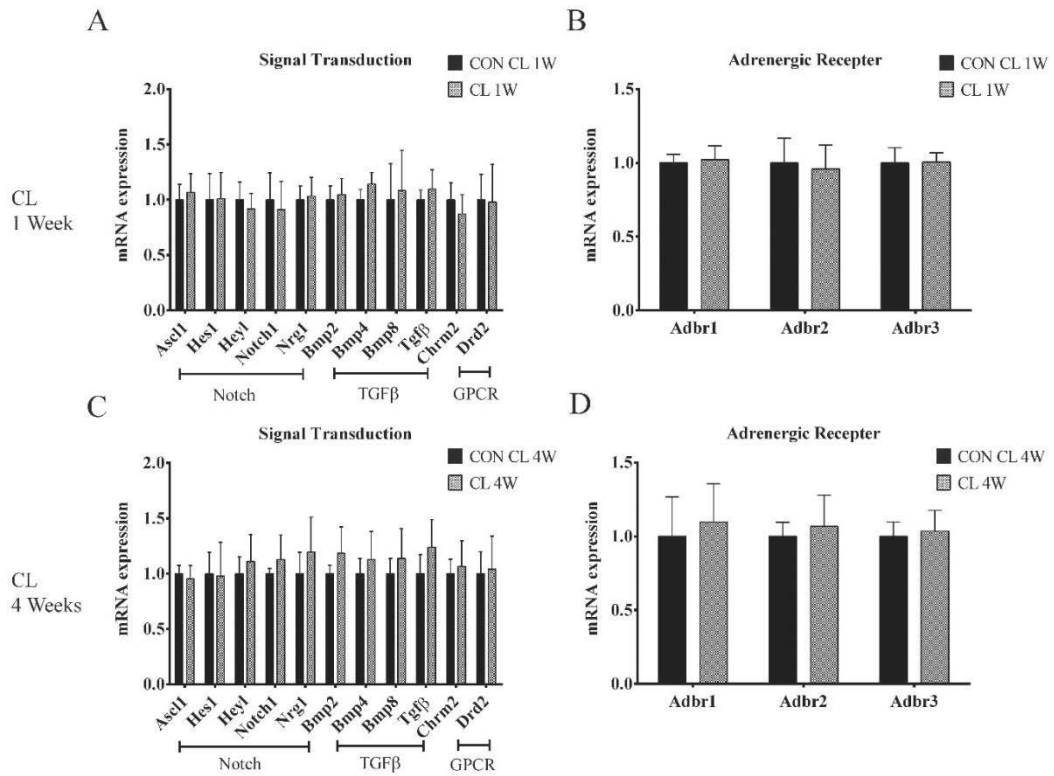 A
Signal Transduction
CON CL 1W
CL 1W
mRNA expression
2.0
1.5
1.0
0.5
0.0
Ascl1
Hes1
Heyl
Notch1
Nrg1
Bmp2
Bmp4
Bmp8
Tgfβ
Chrm2
Drd2
Notch
TGFβ
GPCR
B
Adrenergic Recepter
CON CL 1W
CL 1W
mRNA expression
1.5
1.0
0.5
0.0
Adbr1
Adbr2
Adbr3
CL
1 Week
C
Signal Transduction
CON CL 4W
CL 4W
mRNA expression
2.0
1.5
1.0
0.5
0.0
Ascl1
Hes1
Heyl
Notch1
Nrg1
Bmp2
Bmp4
Bmp8
Tgfβ
Chrm2
Drd2
Notch
TGFβ
GPCR
D
Adrenergic Recepter
CON CL 4W
CL 4W
mRNA expression
1.5
1.0
0.5
0.0
Adbr1
Adbr2
Adbr3
CL
4 Weeks